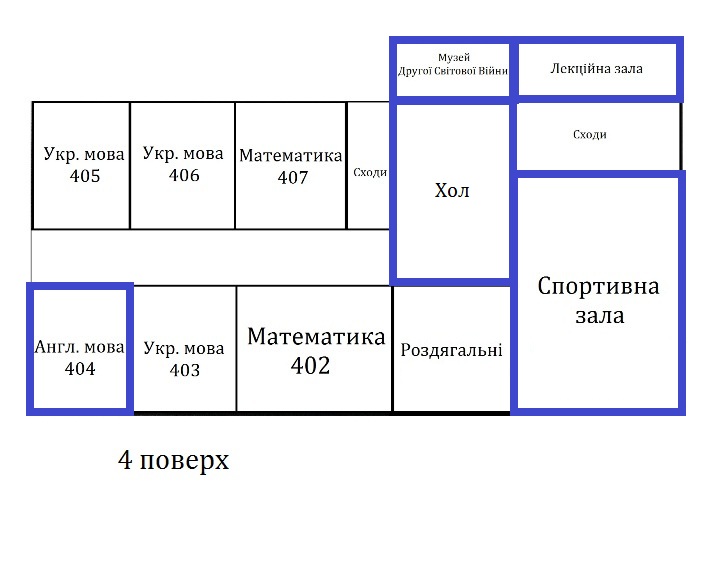 Музей
Другої Світової Війни
Лекційна зала
Укр. мова
405
Укр. мова
406
Математика
407
Сходи
Хол
Сходи
Англ. мова
404
Укр. мова
403
Математика
402
Роздягальні
Спортивна
зала
4 поверх